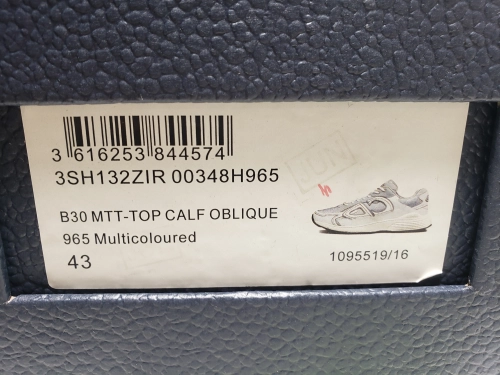 3 616253 844574
3SH132ZIR 00348H965
B30 MTT-TOP CALF OBLIQUE
965 Multicoloured
43
1095519/16